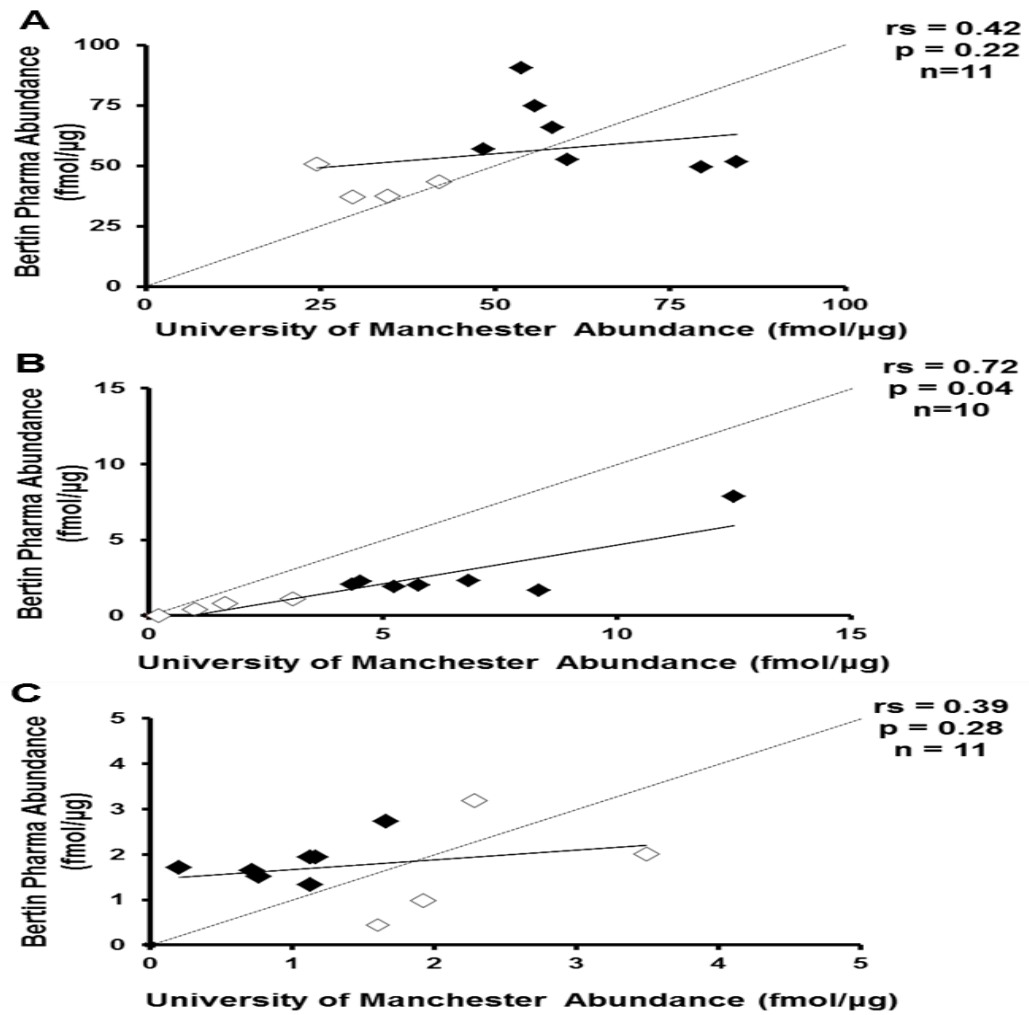 A
rs = 0.42
p = 0.22
n=11
Bertin Pharma Abundance
(fmol/µg)
100
75
50
25
0
0 25 50 75 100
University of Manchester Abundance (fmol/µg)
B
rs = 0.72
p = 0.04
n=10
Bertin Pharma Abundance
(fmol/µg)
15
10
5
0
0 5 10 15
University of Manchester Abundance (fmol/µg)
C
rs = 0.39
p = 0.28
n = 11
Bertin Pharma Abundance
(fmol/µg)
5
4
3
2
1
0
0 1 2 3 4 5
University of Manchester Abundance (fmol/µg)